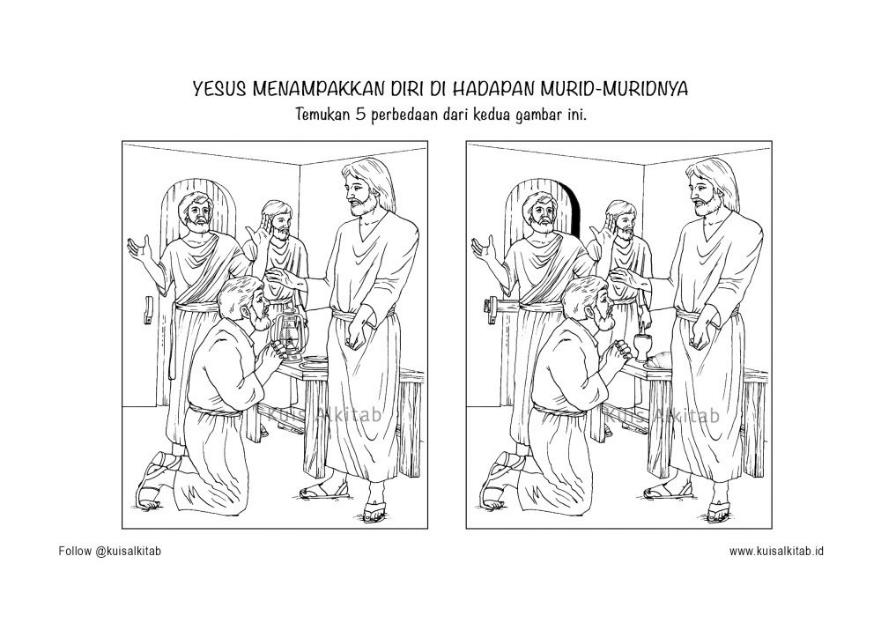 YESUS MENAMPAKKAN DIRI DI HADAPAN MURID-MURIDNYA
Temukan 5 perbedaan dari kedua gambar ini.
Kuis Alkitab
Kuis Alkitab
Follow @kuisalkitab
www.kuisalkitab.id